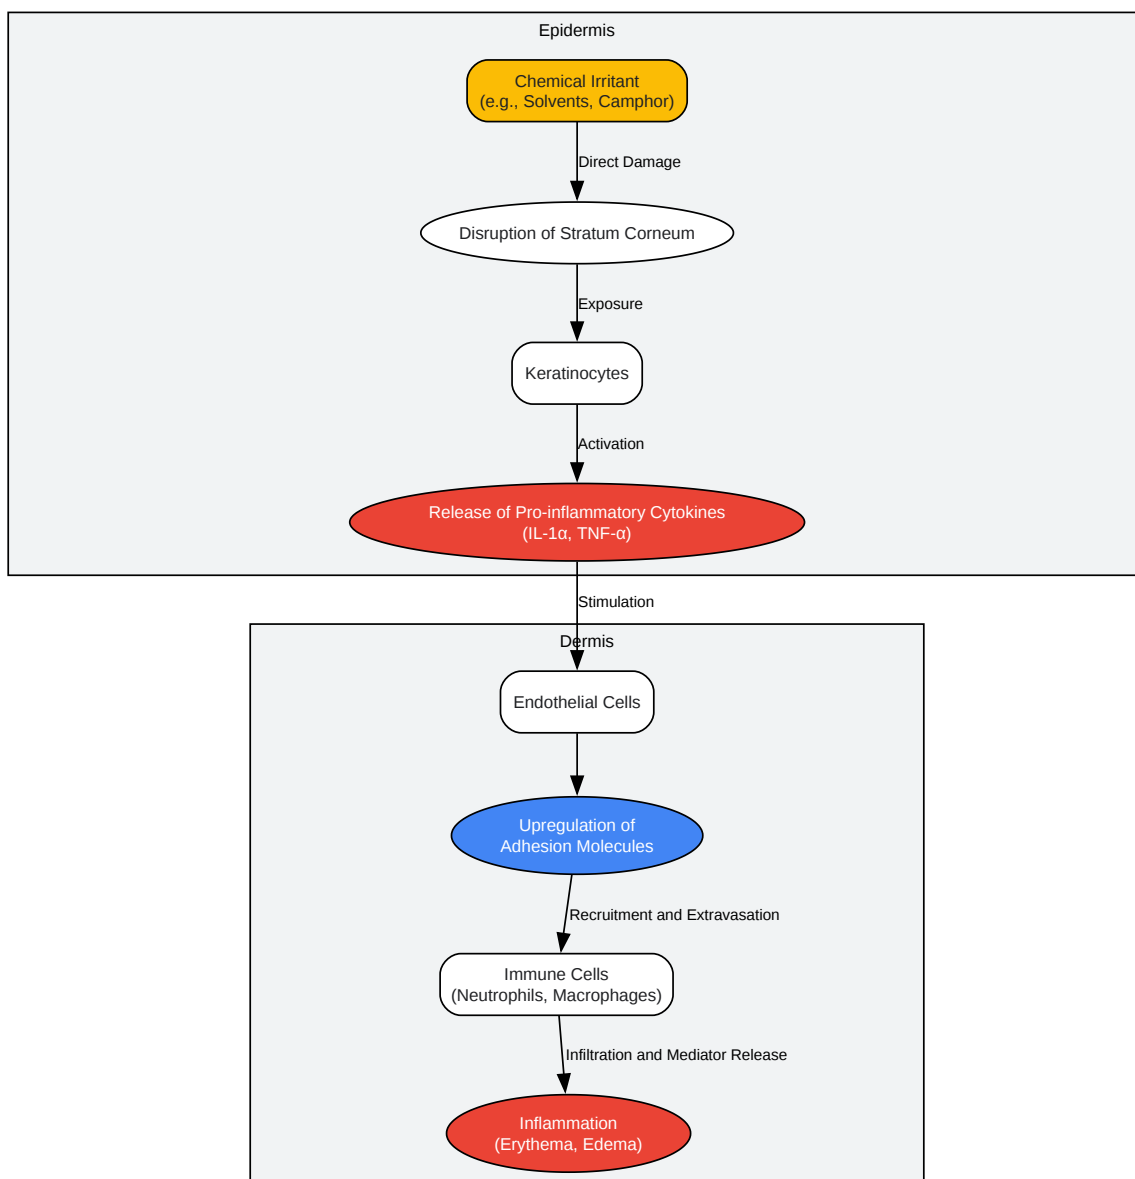 Epidermis
Chemical Irritant
(e.g., Solvents, Camphor)
Direct Damage
Disruption of Stratum Corneum
Exposure
Keratinocytes
Activation
Release of Pro-inflammatory Cytokines
(IL-1α, TNF-α)
Stimulation
Dermis
Endothelial Cells
Upregulation of
Adhesion Molecules
Recruitment and Extravasation
Immune Cells
(Neutrophils, Macrophages)
Infiltration and Mediator Release
Inflammation
(Erythema, Edema)